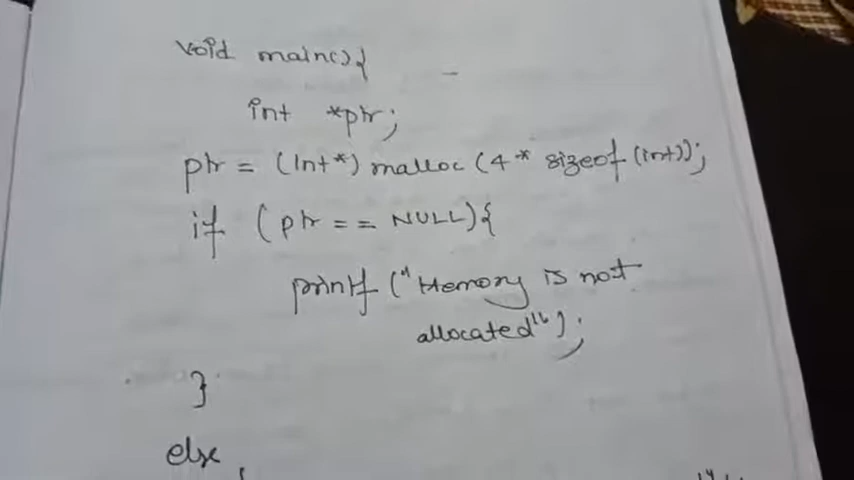 void main(){
int *ptr;
ptr = (int*) malloc (4* sizeof (int));
if (ptr == NULL){
printf ("Memory is not
allocated");
}
else